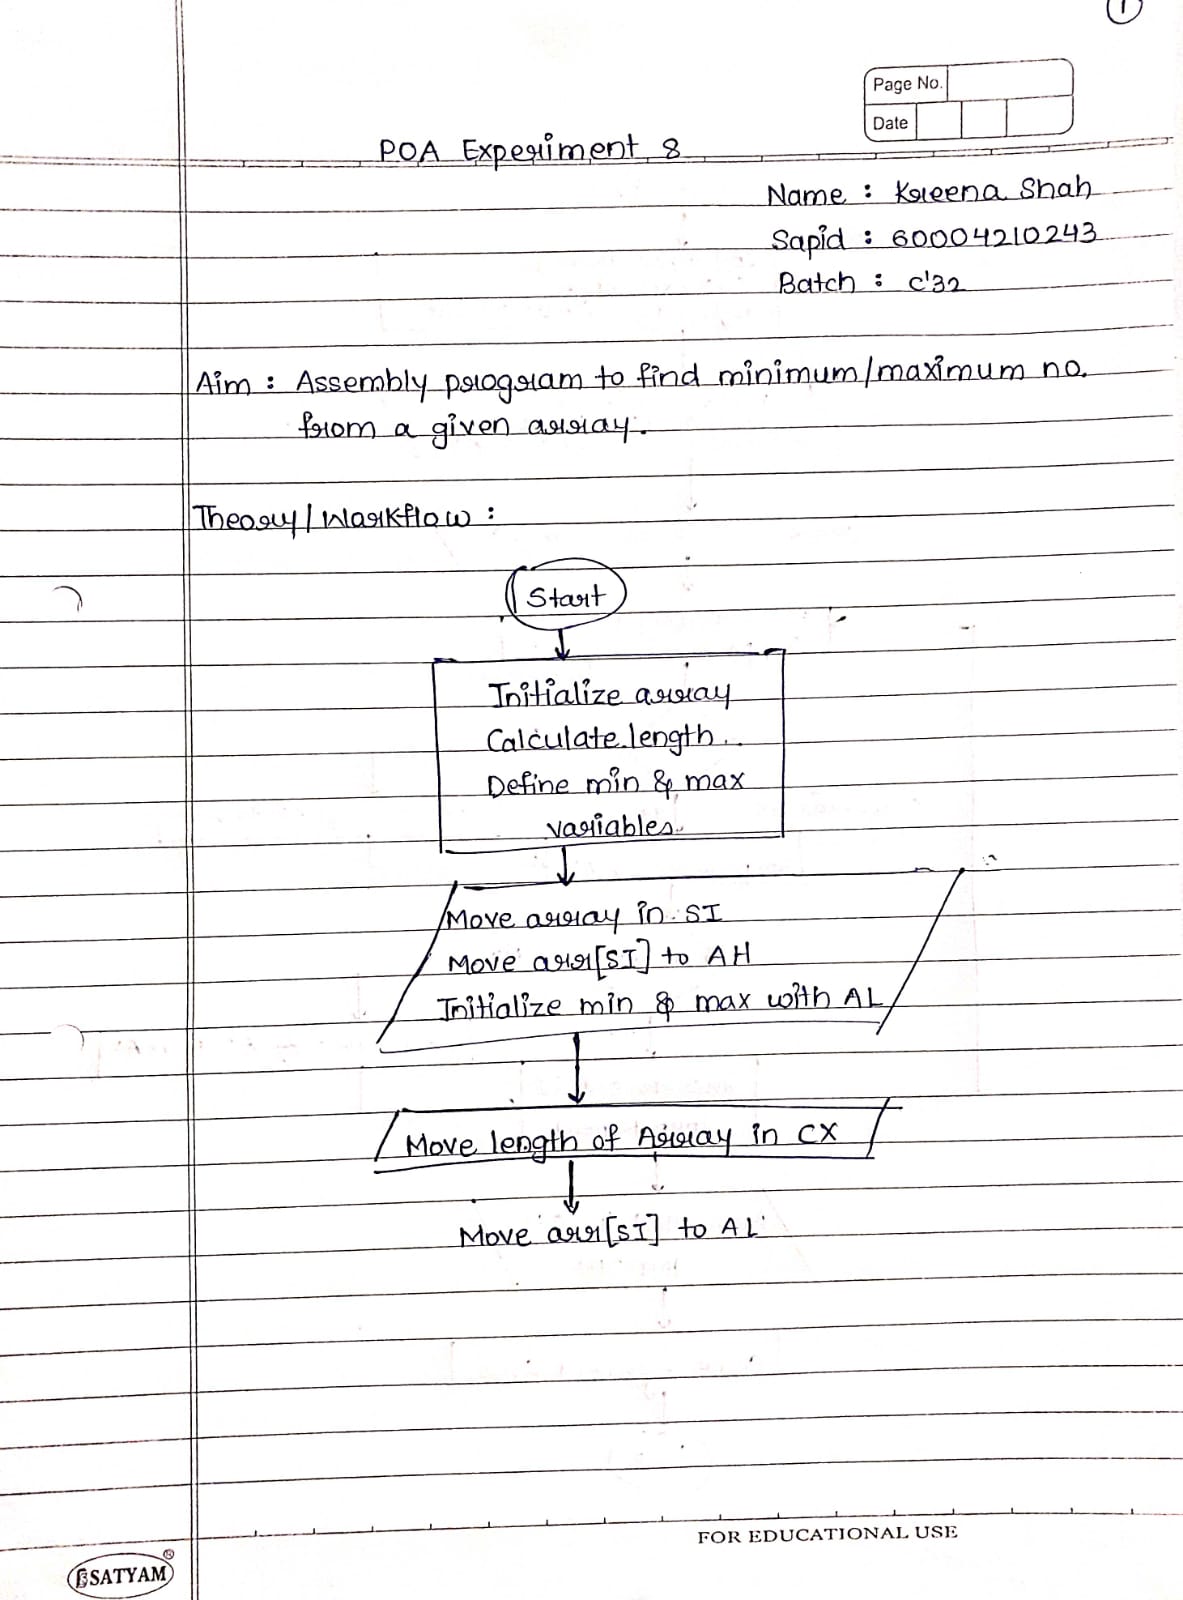 1
Page No.
Date
POA Experiment 8
Name : Kreena Shah
Sapid : 60004210243
Batch : C'32
Aim : Assembly program to find minimum/maximum no.
from a given array.
Theory/Workflow :
Start
Initialize array
Calculate length
Define min & max
variables
Move array in SI
Move arr[SI] to AH
Initialize min & max with AL
Move length of Array in CX
Move arr[SI] to AL
FOR EDUCATIONAL USE
SATYAM